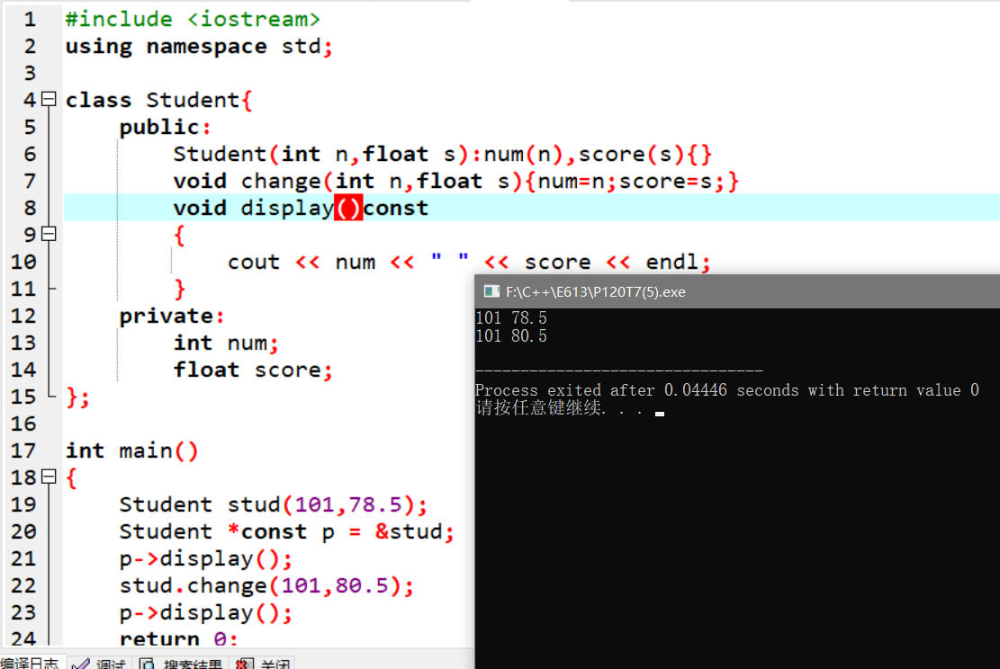 1 #include <iostream>
2 using namespace std;
3
4 class Student{
5 public:
6 Student(int n,float s):num(n),score(s){}
7 void change(int n,float s){num=n;score=s;}
8 void display()const
9 {
10 cout << num << " " << score << endl;
11 }
12 private:
13 int num;
14 float score;
15 };
16
17 int main()
18 {
19 Student stud(101,78.5);
20 Student *const p = &stud;
21 p->display();
22 stud.change(101,80.5);
23 p->display();
24 return 0;
F:\C++\E613\P120T7(5).exe
101 78.5
101 80.5
--------------------------------
Process exited after 0.04446 seconds with return value 0
请按任意键继续. . .
编译日志 调试 搜索结果 关闭